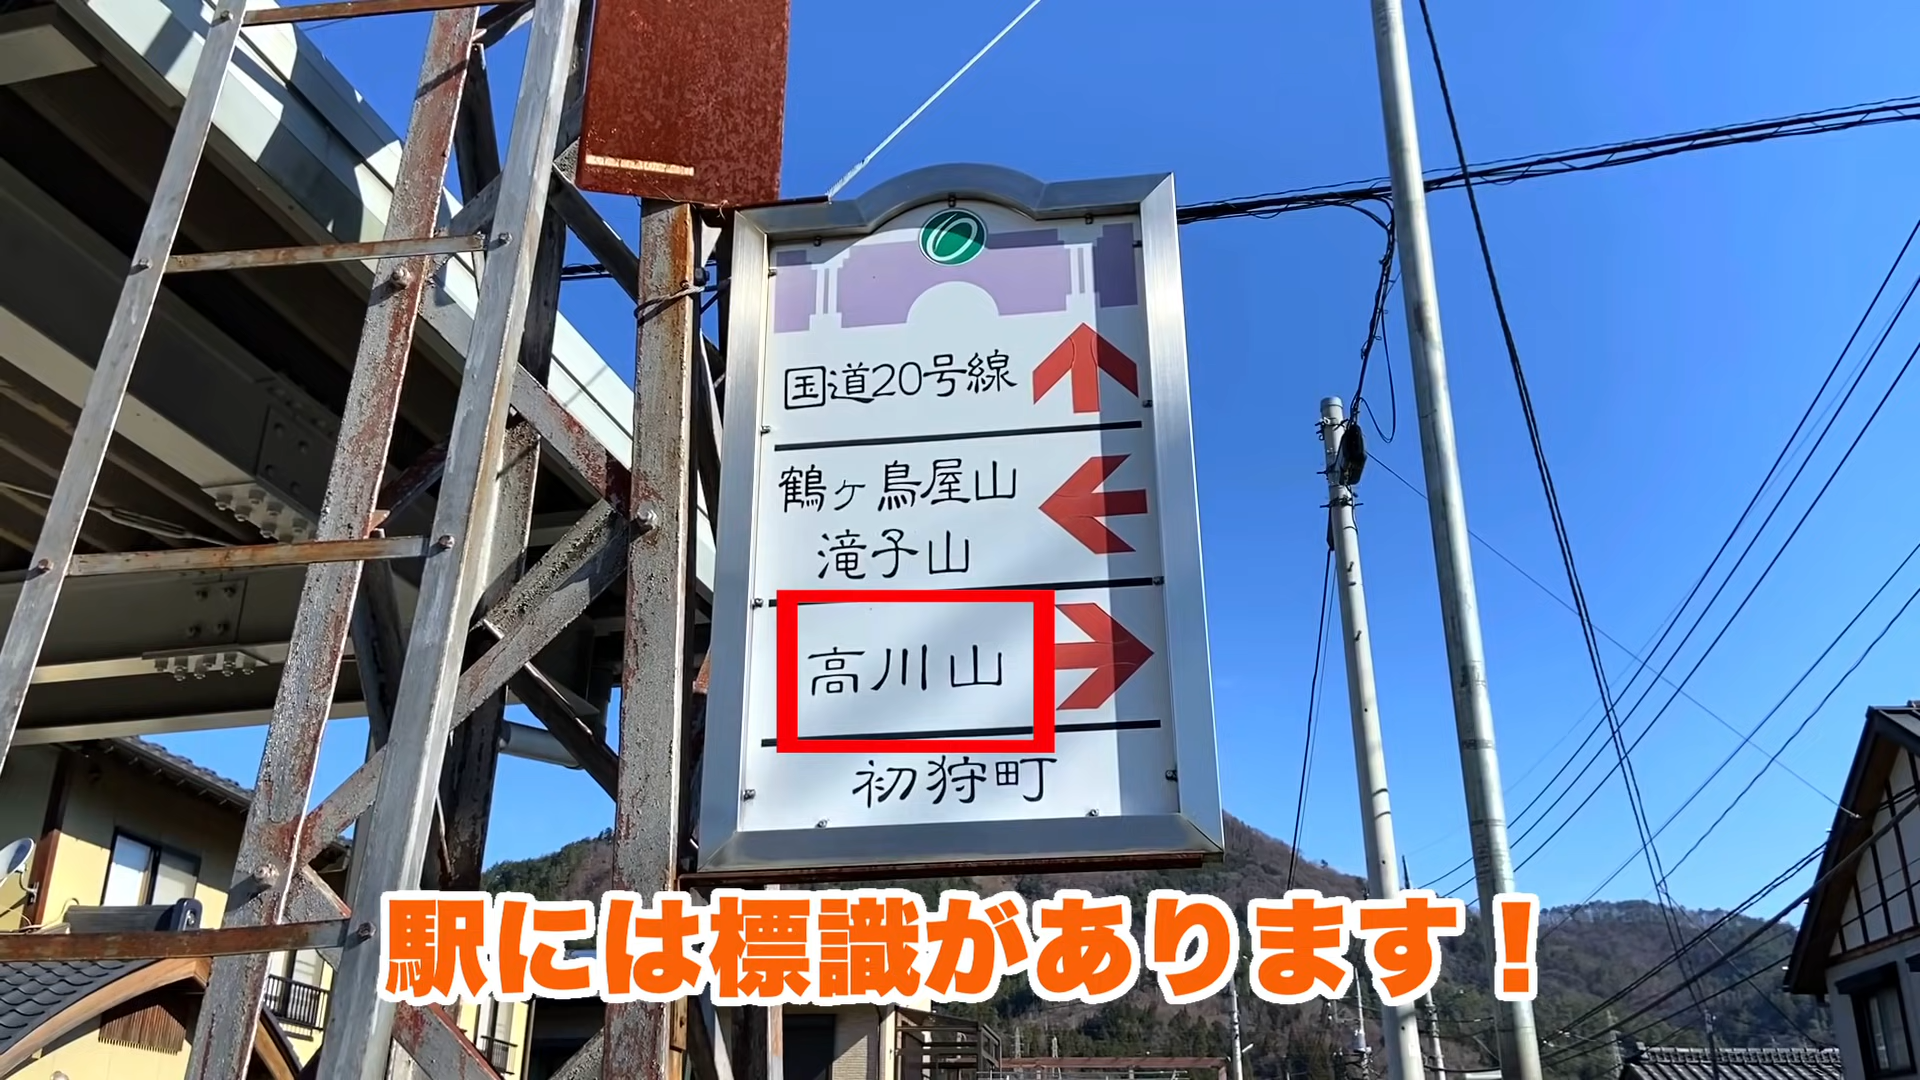 国道20号線
鶴ヶ鳥屋山
滝子山
高川山
初狩町
駅には標識があります！